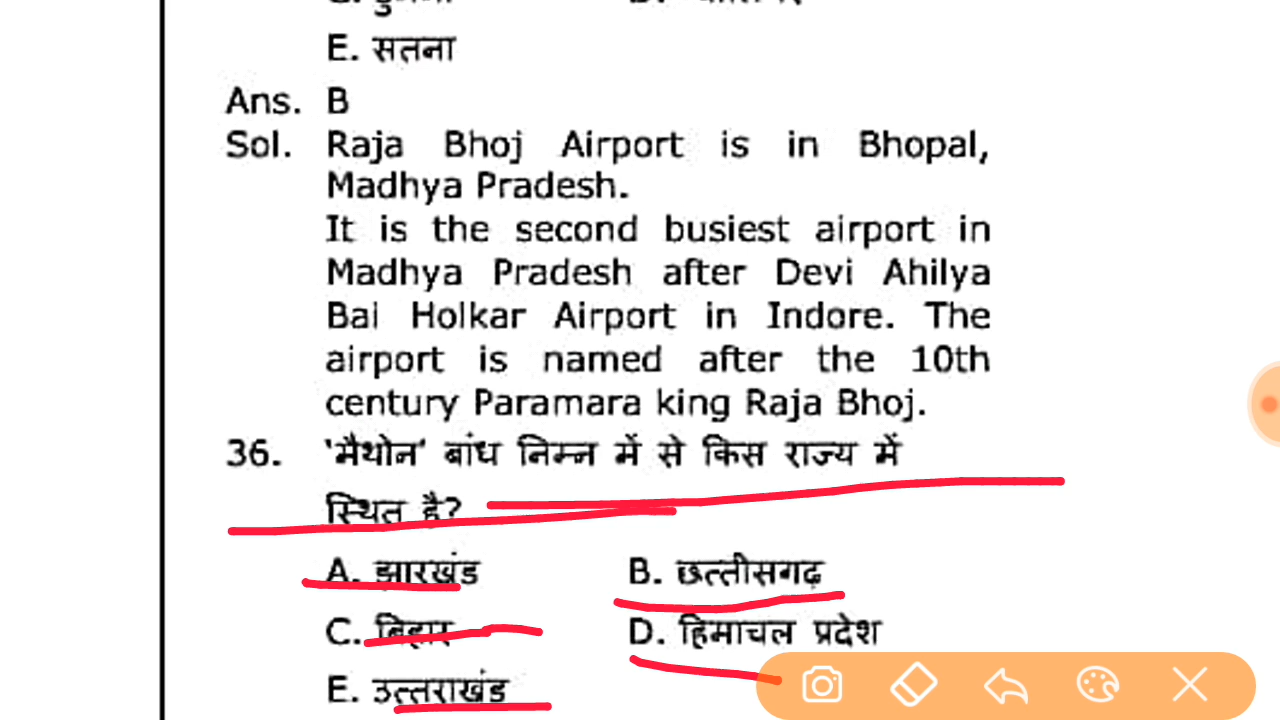 E. सतना
Ans. B
Sol. Raja Bhoj Airport is in Bhopal,
Madhya Pradesh.
It is the second busiest airport in
Madhya Pradesh after Devi Ahilya
Bai Holkar Airport in Indore. The
airport is named after the 10th
century Paramara king Raja Bhoj.
36. 'मैथोन' बांध निम्न में से किस राज्य में
स्थित है?
A. झारखंड B. छत्तीसगढ़
C. बिहार D. हिमाचल प्रदेश
E. उत्तराखंड